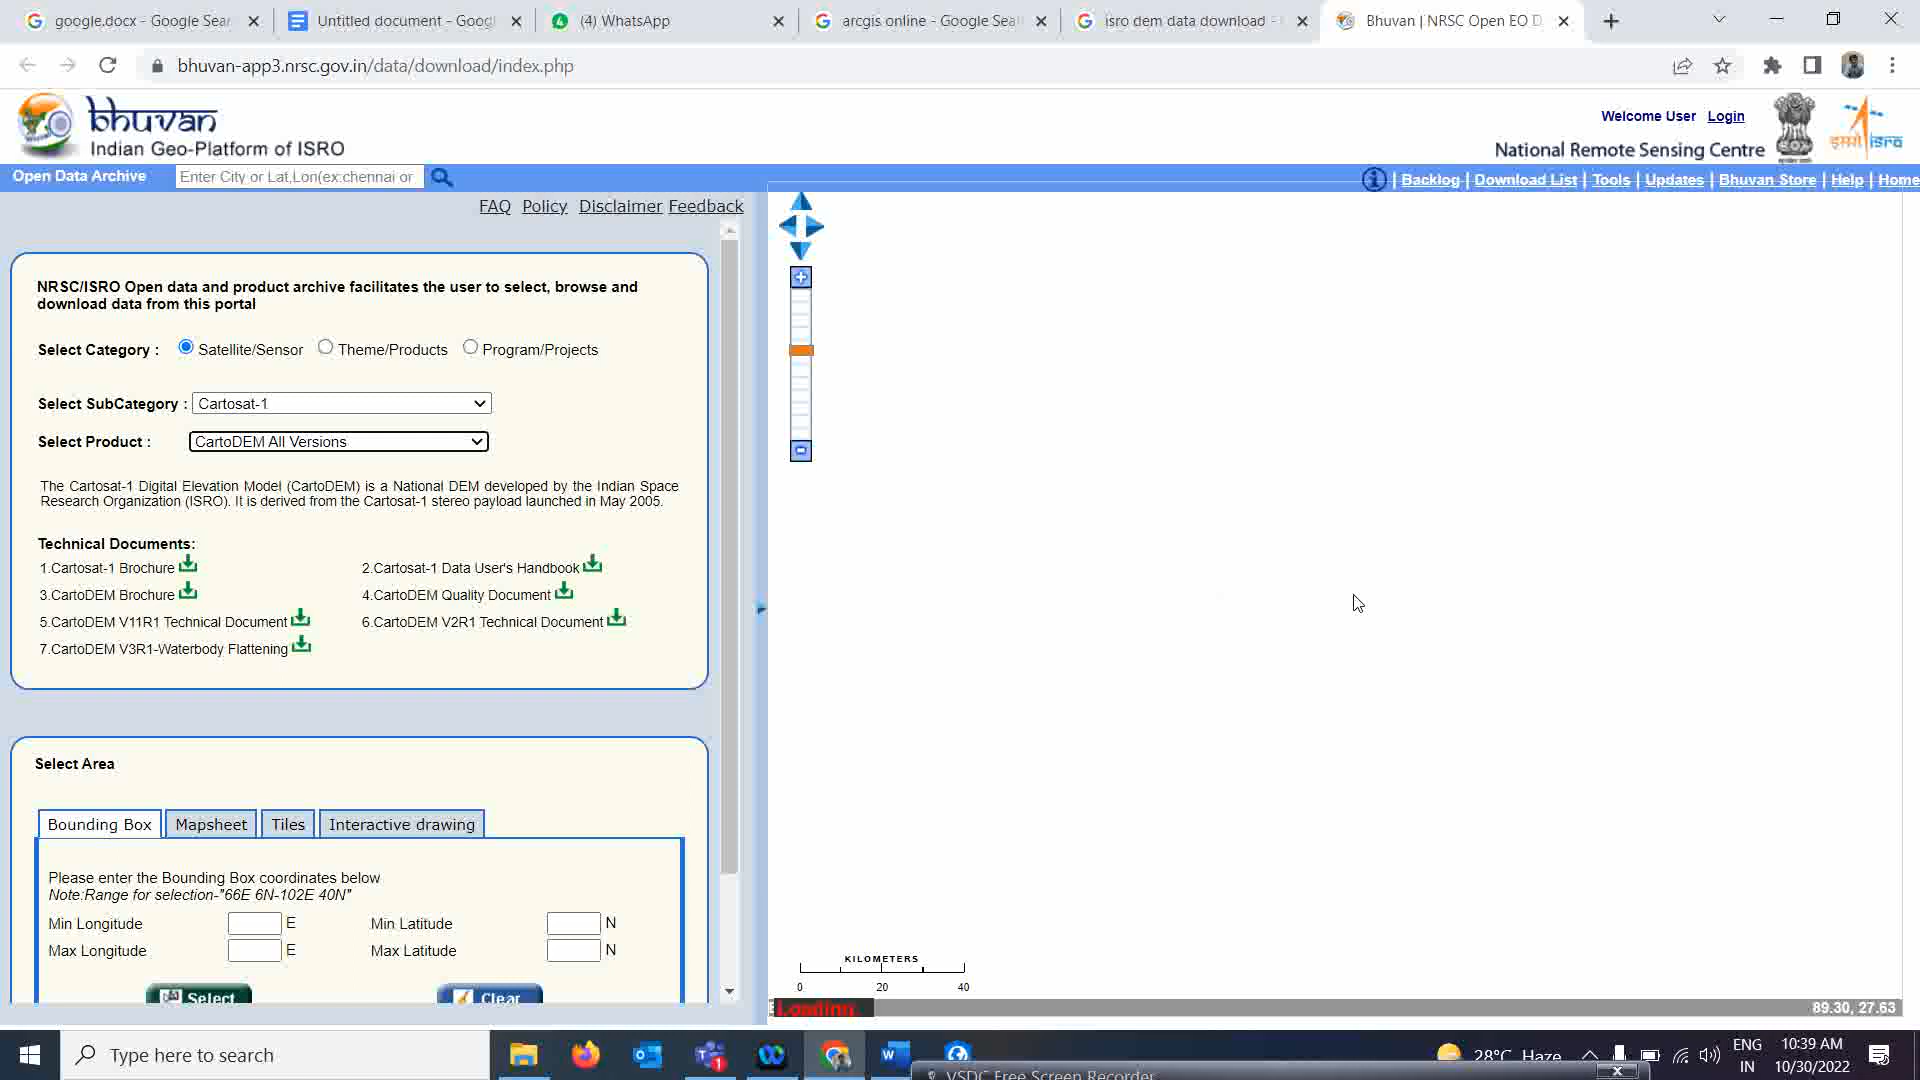 google.docx - Google Sea
Untitled document - Googl
(4) WhatsApp
arcgis online - Google Sea
isro dem data download -
Bhuvan | NRSC Open EO D
bhuvan-app3.nrsc.gov.in/data/download/index.php
bhuvan
Indian Geo-Platform of ISRO
Welcome User Login
National Remote Sensing Centre
इसरो isro
Open Data Archive
Enter City or Lat,Lon(ex:chennai or
| Backlog | Download List | Tools | Updates | Bhuvan Store | Help | Home
FAQ Policy Disclaimer Feedback
NRSC/ISRO Open data and product archive facilitates the user to select, browse and
download data from this portal
Select Category : Satellite/Sensor Theme/Products Program/Projects
Select SubCategory : Cartosat-1
Select Product : CartoDEM All Versions
The Cartosat-1 Digital Elevation Model (CartoDEM) is a National DEM developed by the Indian Space
Research Organization (ISRO). It is derived from the Cartosat-1 stereo payload launched in May 2005.
Technical Documents:
1.Cartosat-1 Brochure 2.Cartosat-1 Data User's Handbook
3.CartoDEM Brochure 4.CartoDEM Quality Document
5.CartoDEM V11R1 Technical Document 6.CartoDEM V2R1 Technical Document
7.CartoDEM V3R1-Waterbody Flattening
Select Area
Bounding Box Mapsheet Tiles Interactive drawing
Please enter the Bounding Box coordinates below
Note:Range for selection-"66E 6N-102E 40N"
Min Longitude E Min Latitude N
Max Longitude E Max Latitude N
Select Clear
KILOMETERS
0 20 40
Loading
89.30, 27.63
Type here to search
1
28°C Haze
ENG
IN
10:39 AM
10/30/2022
VSDC Free Screen Recorder